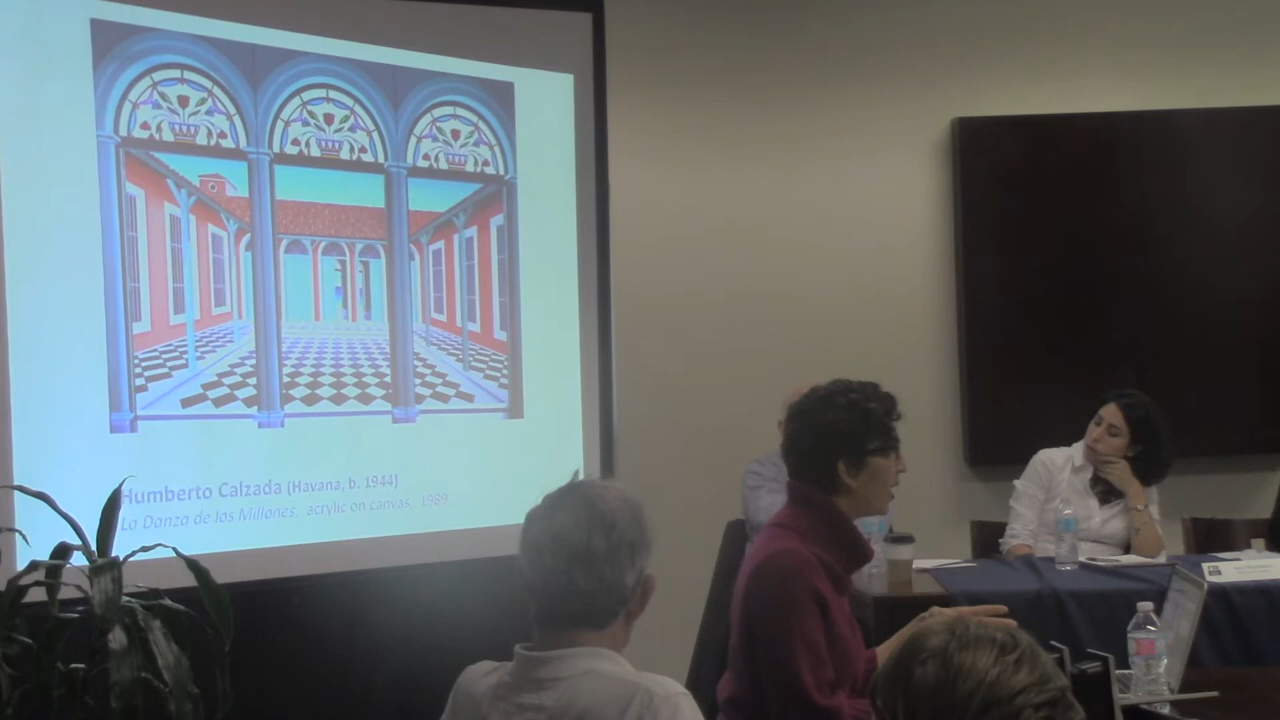 Humberto Calzada (Havana, b. 1944)
La Danza de los Millones, acrylic on canvas, 1989